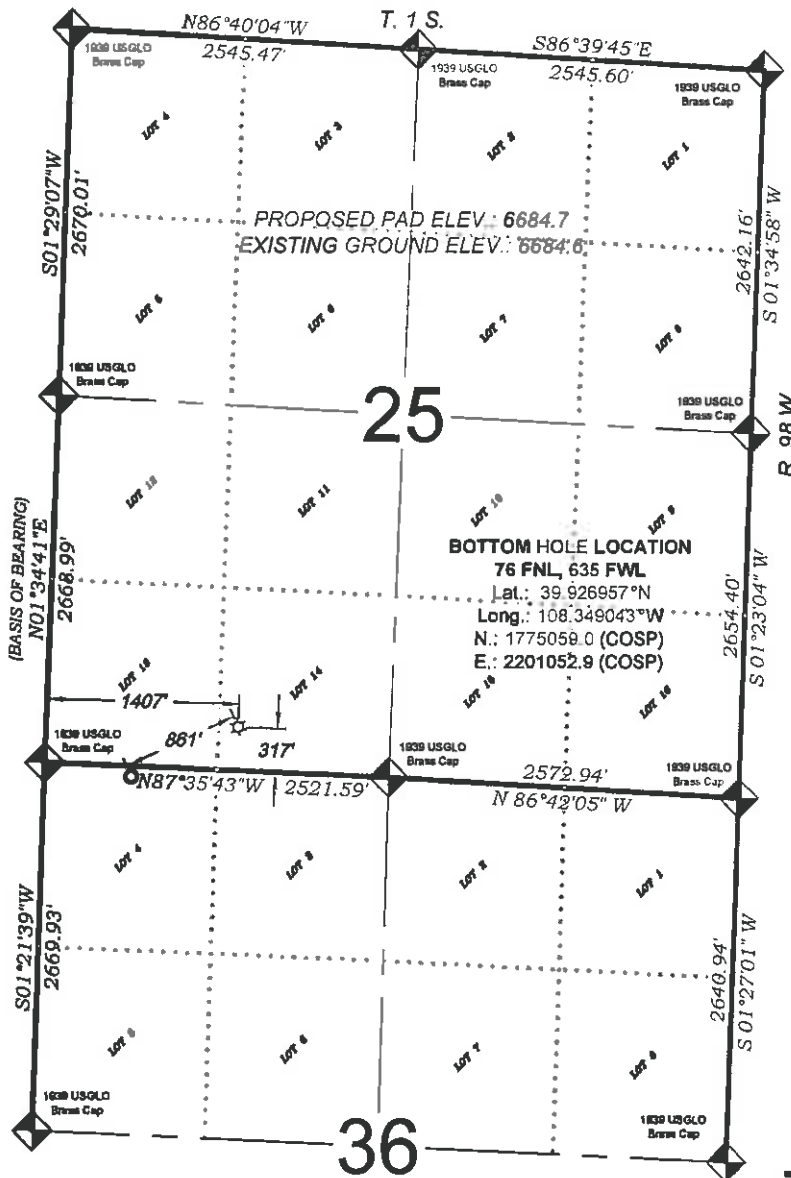 T. 1 S.
N86°40'04"W
2545.47'
S86°39'45"E
2545.60'
1939 USGLO
Brass Cap
1939 USGLO
Brass Cap
1939 USGLO
Brass Cap
LOT 4
LOT 3
LOT 2
LOT 1
S01°29'07"W
2670.01'
2642.16'
S 01°34'58" W
PROPOSED PAD ELEV.: 6684.7
EXISTING GROUND ELEV.: 6684.6
LOT 5
LOT 6
LOT 7
LOT 8
1939 USGLO
Brass Cap
25
1939 USGLO
Brass Cap
R. 98 W.
LOT 12
LOT 11
LOT 10
LOT 9
(BASIS OF BEARING)
N01°34'41"E
2668.99'
BOTTOM HOLE LOCATION
76 FNL, 635 FWL
Lat.: 39.926957°N
Long.: 108.349043°W
N.: 1775059.0 (COSP)
E.: 2201052.9 (COSP)
2654.40'
S 01°23'04" W
LOT 13
LOT 14
LOT 15
LOT 16
1407'
861'
317'
1939 USGLO
Brass Cap
1939 USGLO
Brass Cap
1939 USGLO
Brass Cap
N87°35'43"W
2521.59'
2572.94'
N 86°42'05" W
LOT 4
LOT 3
LOT 2
LOT 1
S01°21'39"W
2669.93'
2640.94'
S 01°27'01" W
LOT 5
LOT 6
LOT 7
LOT 8
1939 USGLO
Brass Cap
36
1939 USGLO
Brass Cap